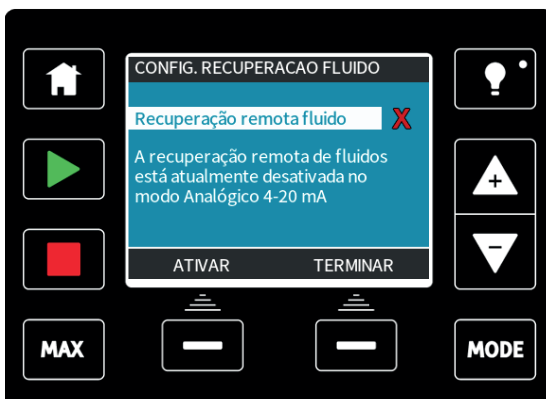 CONFIG. RECUPERACAO FLUIDO
Recuperação remota fluido X
A recuperação remota de fluidos
está atualmente desativada no
modo Analógico 4-20 mA
ATIVAR TERMINAR
MAX
MODE